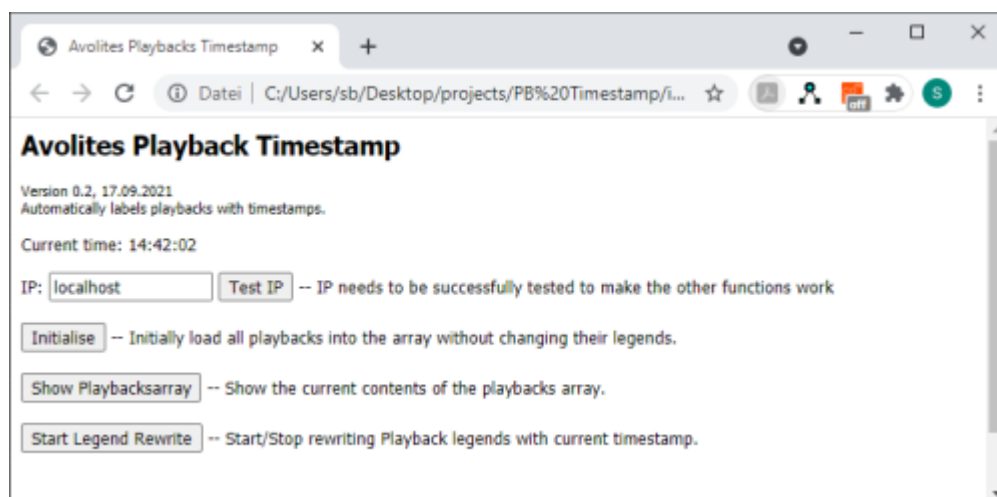 Avolites Playbacks Timestamp
Datei | C:/Users/sb/Desktop/projects/PB%20Timestamp/i...
off
S
Avolites Playback Timestamp
Version 0.2, 17.09.2021
Automatically labels playbacks with timestamps.
Current time: 14:42:02
IP: localhost Test IP -- IP needs to be successfully tested to make the other functions work
Initialise -- Initially load all playbacks into the array without changing their legends.
Show Playbacksarray -- Show the current contents of the playbacks array.
Start Legend Rewrite -- Start/Stop rewriting Playback legends with current timestamp.